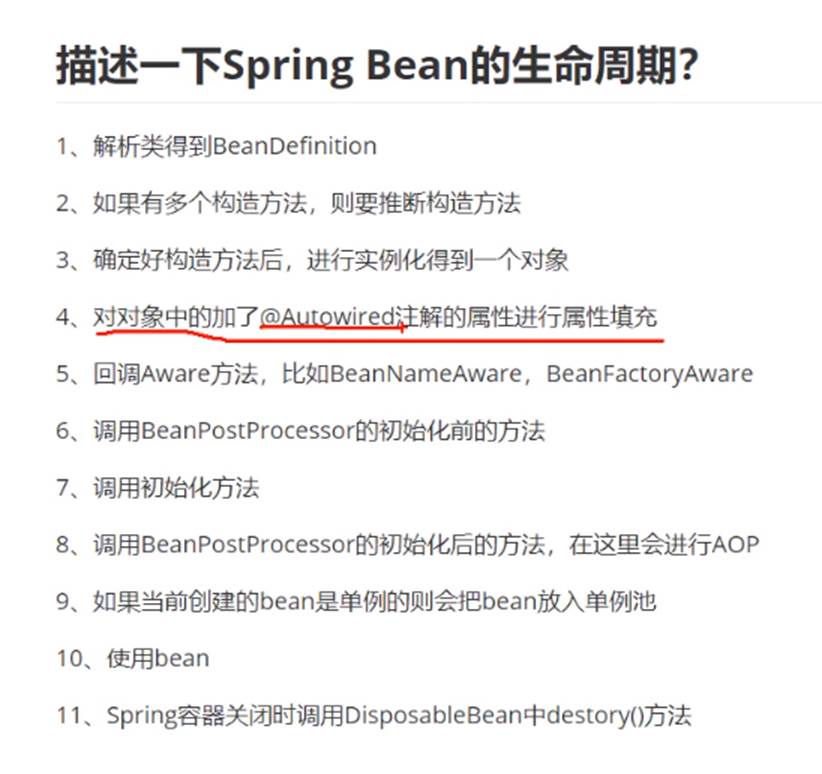 描述一下Spring Bean的生命周期?
1、解析类得到BeanDefinition
2、如果有多个构造方法，则要推断构造方法
3、确定好构造方法后，进行实例化得到一个对象
4、对对象中的加了@Autowired注解的属性进行属性填充
5、回调Aware方法，比如BeanNameAware，BeanFactoryAware
6、调用BeanPostProcessor的初始化前的方法
7、调用初始化方法
8、调用BeanPostProcessor的初始化后的方法，在这里会进行AOP
9、如果当前创建的bean是单例的则会把bean放入单例池
10、使用bean
11、Spring容器关闭时调用DisposableBean中destory()方法